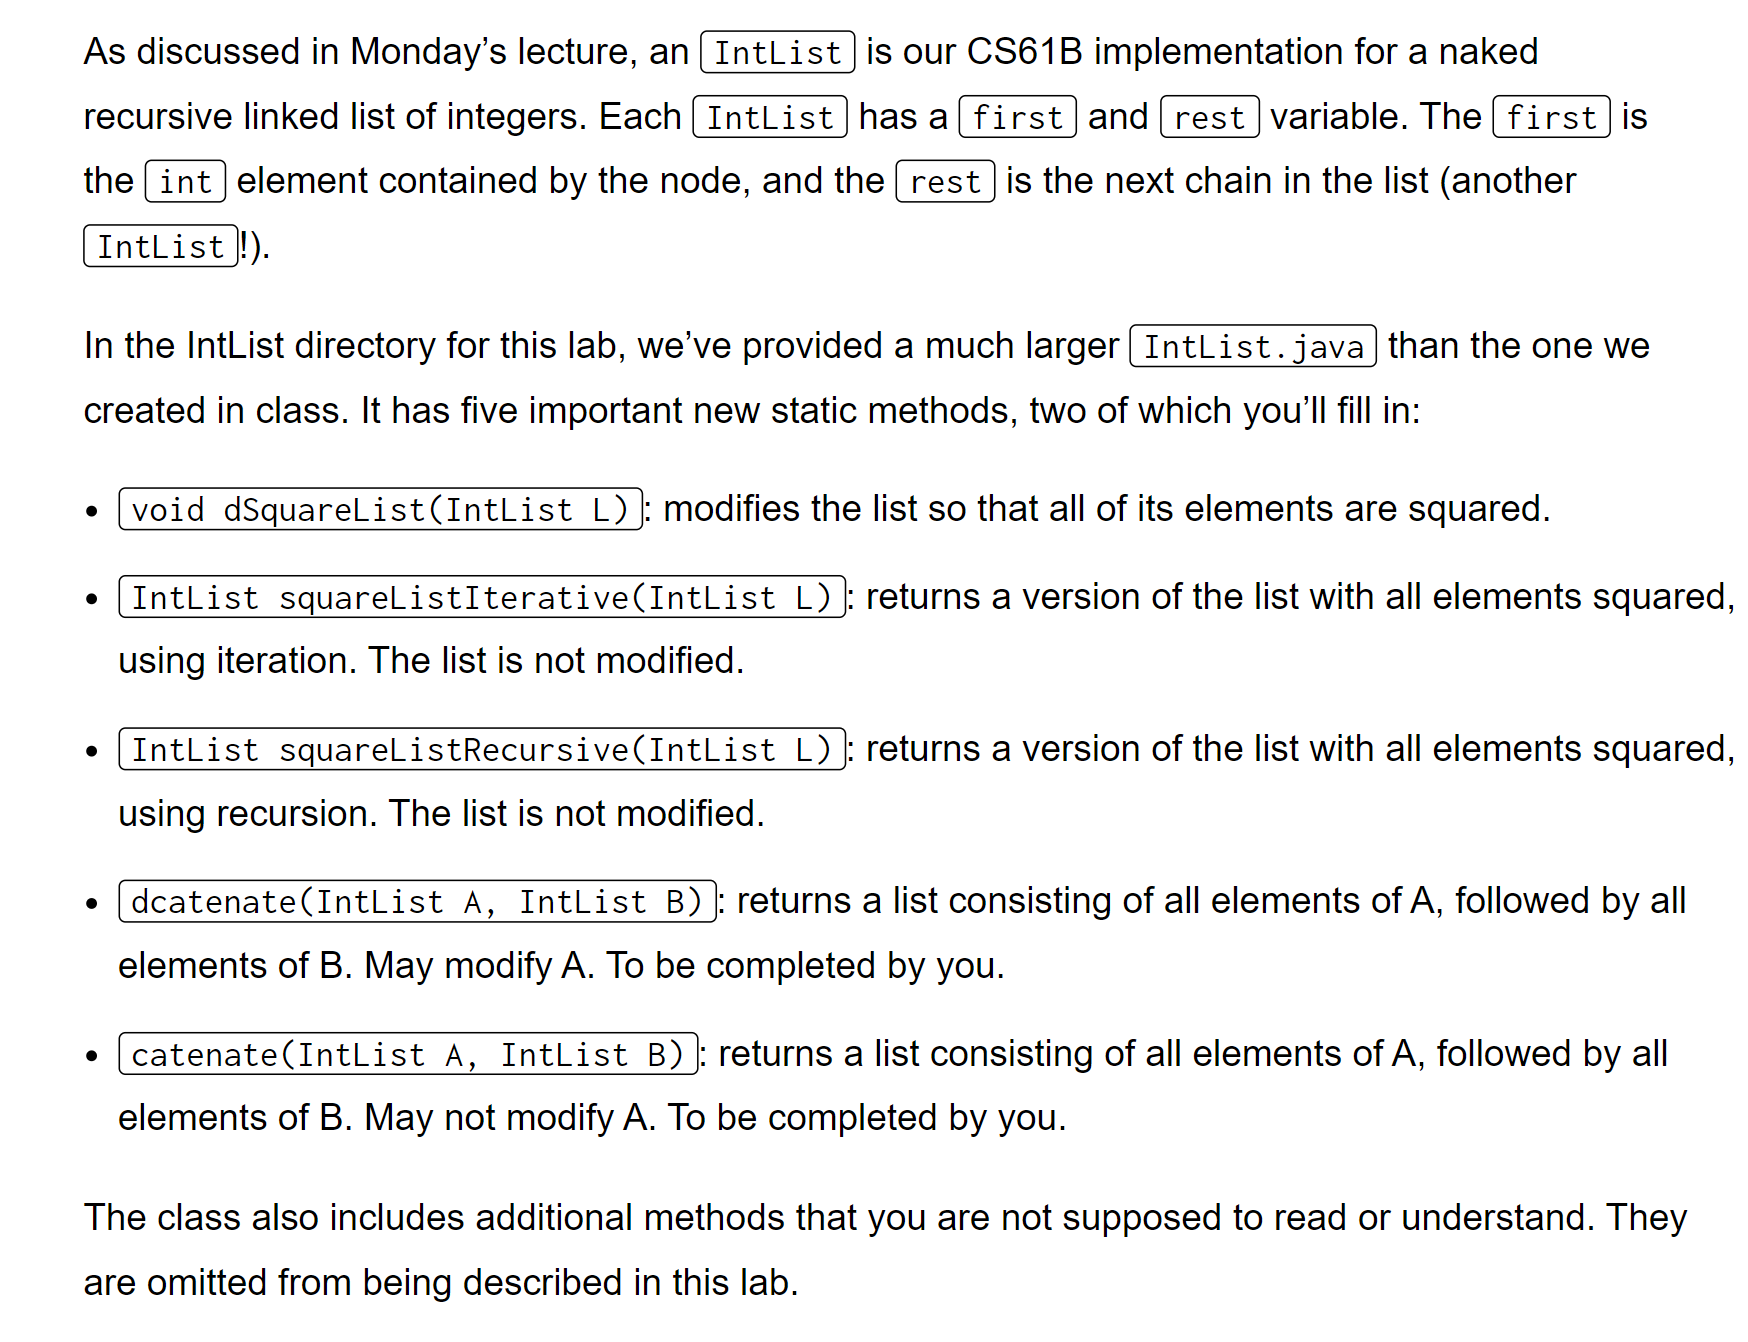 As discussed in Monday’s lecture, an IntList is our CS61B implementation for a naked
recursive linked list of integers. Each IntList has a first and rest variable. The first is
the int element contained by the node, and the rest is the next chain in the list (another
IntList!).
In the IntList directory for this lab, we’ve provided a much larger IntList.java than the one we
created in class. It has five important new static methods, two of which you’ll fill in:
• void dSquareList(IntList L): modifies the list so that all of its elements are squared.
• IntList squareListIterative(IntList L): returns a version of the list with all elements squared,
using iteration. The list is not modified.
• IntList squareListRecursive(IntList L): returns a version of the list with all elements squared,
using recursion. The list is not modified.
• dcatenate(IntList A, IntList B): returns a list consisting of all elements of A, followed by all
elements of B. May modify A. To be completed by you.
• catenate(IntList A, IntList B): returns a list consisting of all elements of A, followed by all
elements of B. May not modify A. To be completed by you.
The class also includes additional methods that you are not supposed to read or understand. They
are omitted from being described in this lab.